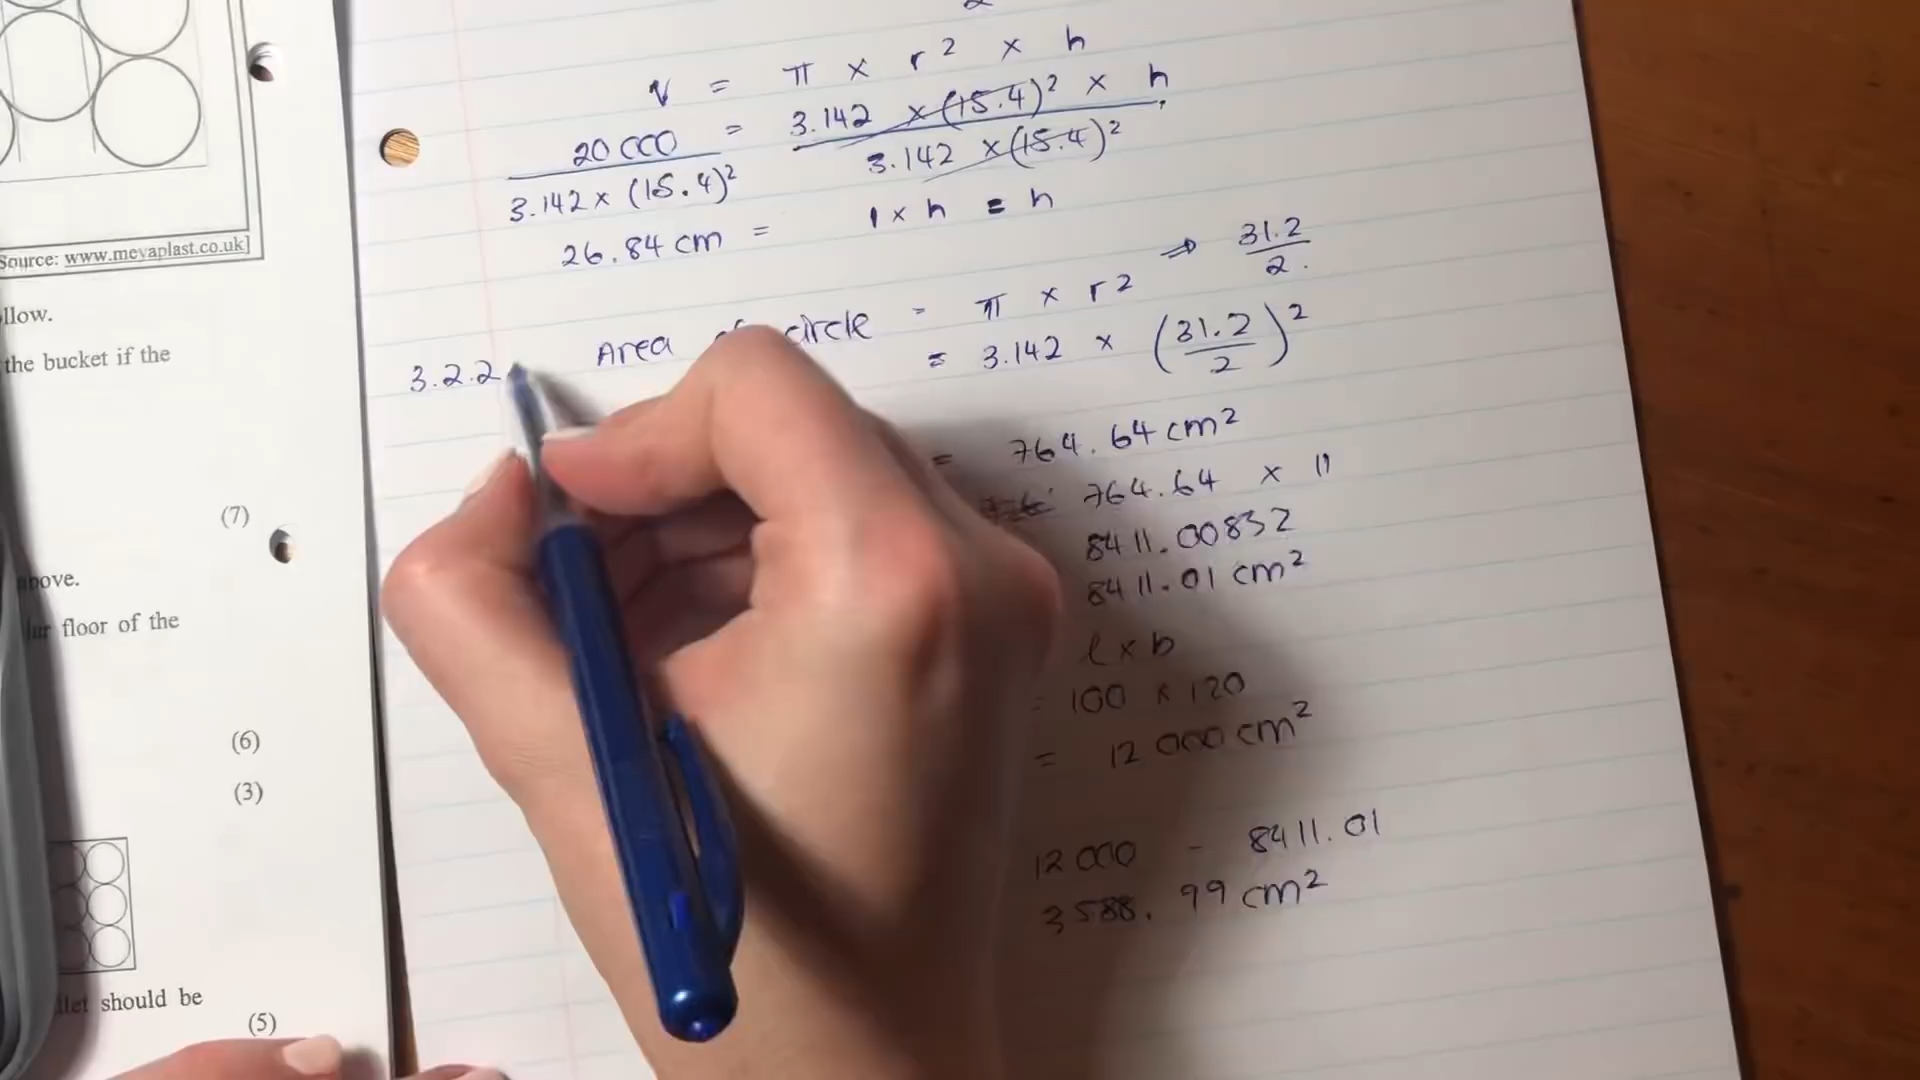 Source: www.mevaplast.co.uk]
llow.
the bucket if the
(7)
above.
floor of the
(6)
(3)
should be
(5)
2
V = π x r² x h
20 000 = 3.142 x (15.4)² x h
3.142 x (15.4)² 3.142 x (15.4)²
26.84 cm = 1 x h = h
3.2.2 Area circle = π x r² ⇒ 31.2
2.
= 3.142 x (31.2/2)²
= 764.64 cm²
764.64 x 11
8411.00832
8411.01 cm²
l x b
= 100 x 120
= 12 000 cm²
12 000 - 8411.01
3588.99 cm²